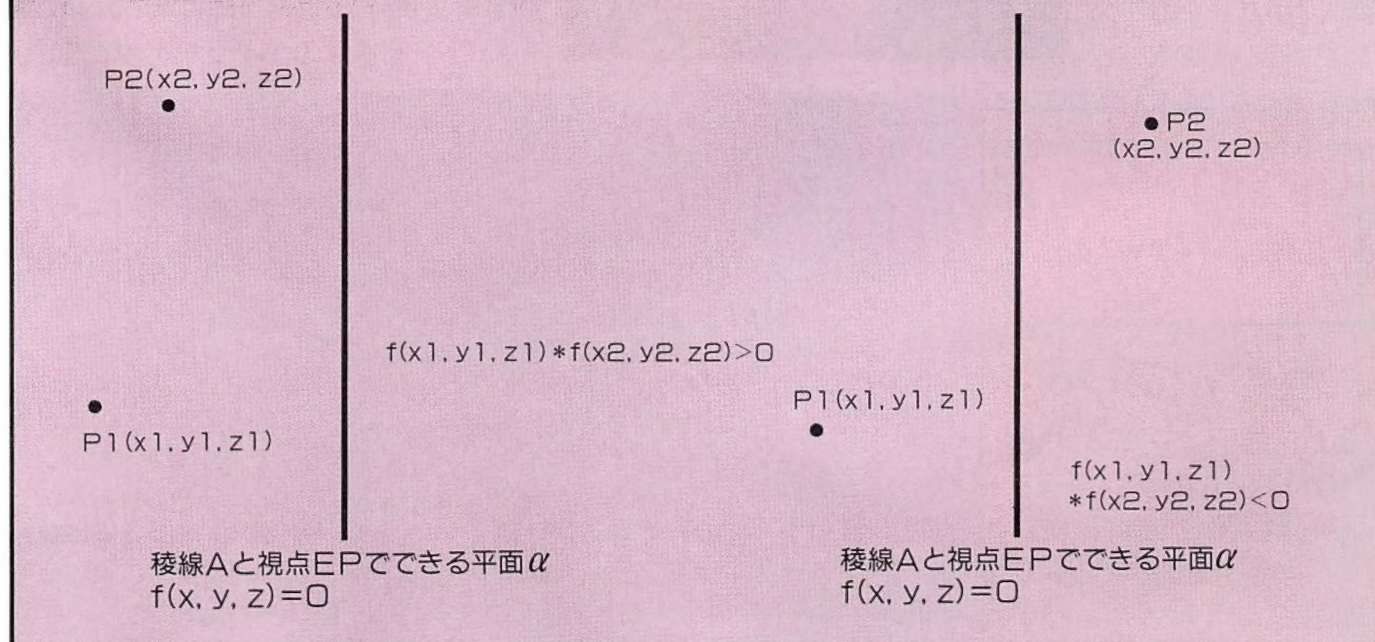 P2(x2, y2, z2)
f(x1, y1, z1)*f(x2, y2, z2)>0
P1(x1, y1, z1)
稜線Aと視点EPでできる平面α
f(x, y, z)=0
P2
(x2, y2, z2)
P1(x1, y1, z1)
f(x1, y1, z1)
*f(x2, y2, z2)<0
稜線Aと視点EPでできる平面α
f(x, y, z)=0